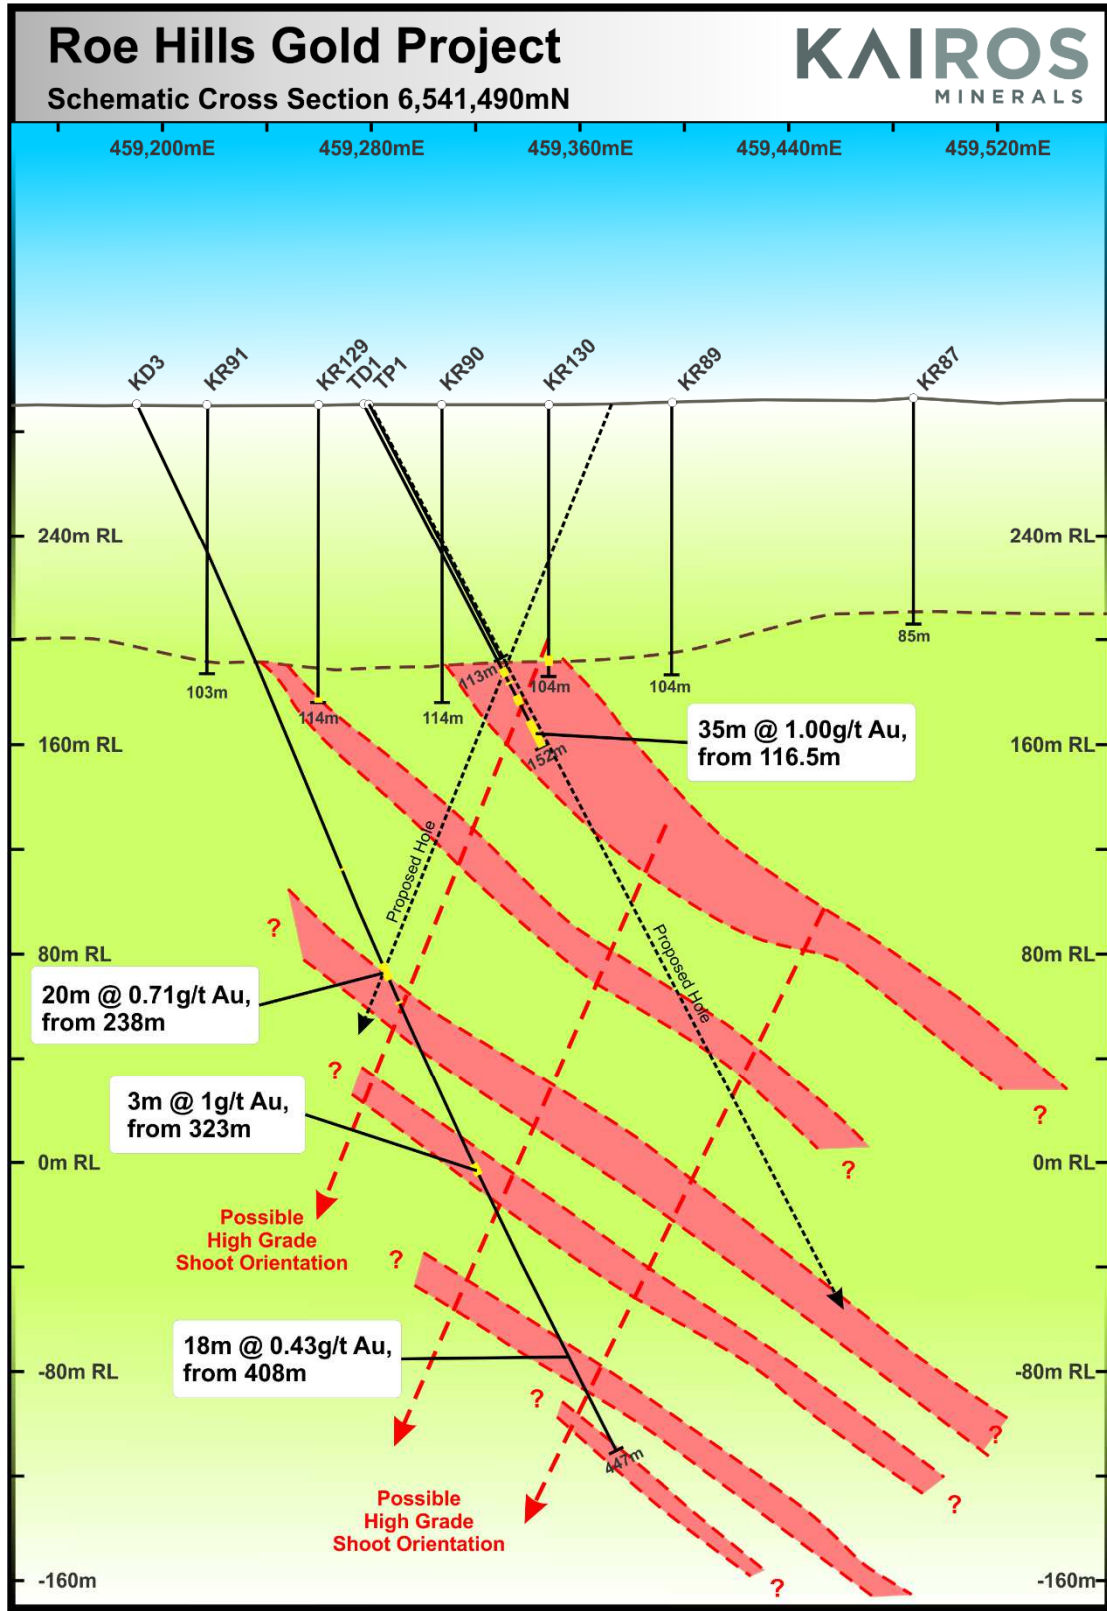 Roe Hills Gold Project
Schematic Cross Section 6,541,490mN
KAIROS
MINERALS
459,200mE
459,280mE
459,360mE
459,440mE
459,520mE
KD3
KR91
KR129
TD1
TP1
KR90
KR130
KR89
KR87
240m RL
240m RL
85m
113m
103m
114m
114m
104m
104m
152m
35m @ 1.00g/t Au,
from 116.5m
160m RL
160m RL
Proposed Hole
Proposed Hole
?
80m RL
80m RL
20m @ 0.71g/t Au,
from 238m
?
3m @ 1g/t Au,
from 323m
?
0m RL
0m RL
?
Possible
High Grade
Shoot Orientation
?
18m @ 0.43g/t Au,
from 408m
-80m RL
-80m RL
?
?
447m
Possible
High Grade
Shoot Orientation
?
-160m
?
-160m